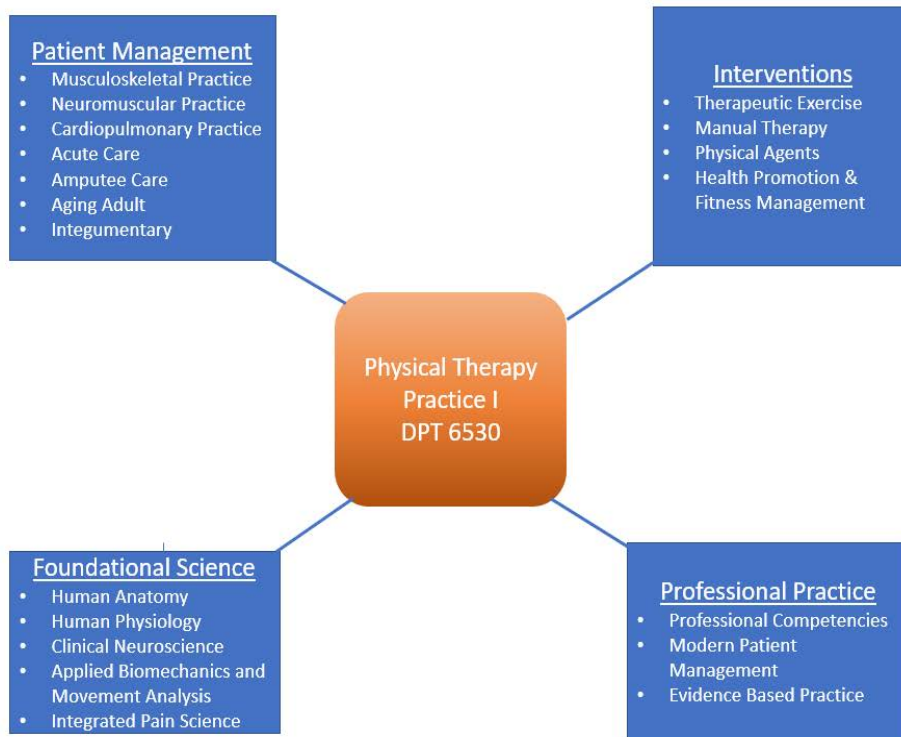 Patient Management
• Musculoskeletal Practice
• Neuromuscular Practice
• Cardiopulmonary Practice
• Acute Care
• Amputee Care
• Aging Adult
• Integumentary
Interventions
• Therapeutic Exercise
• Manual Therapy
• Physical Agents
• Health Promotion &
Fitness Management
Physical Therapy
Practice I
DPT 6530
Foundational Science
• Human Anatomy
• Human Physiology
• Clinical Neuroscience
• Applied Biomechanics and
Movement Analysis
• Integrated Pain Science
Professional Practice
• Professional Competencies
• Modern Patient
Management
• Evidence Based Practice